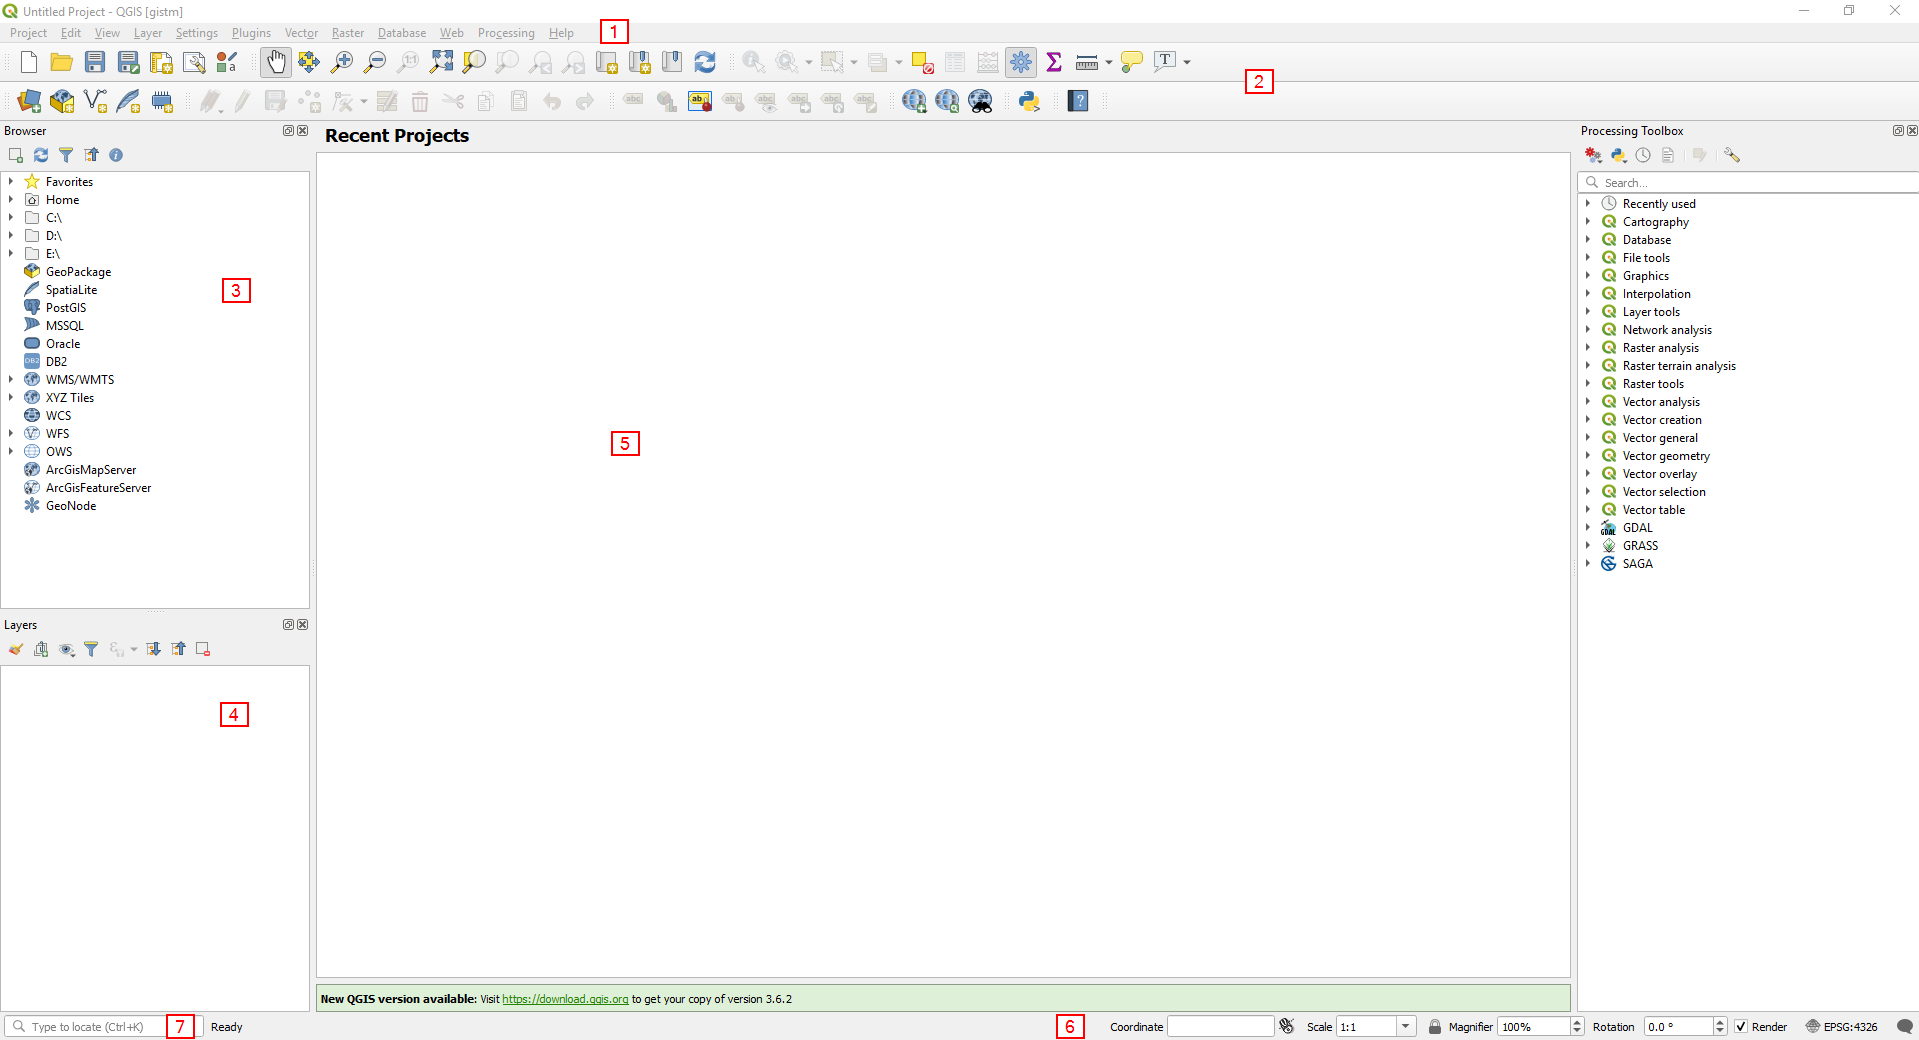 Untitled Project - QGIS [gistm]
Project Edit View Layer Settings Plugins Vector Raster Database Web Processing Help
1
2
Browser
Favorites
Home
C:\
D:\
E:\
GeoPackage
SpatiaLite
PostGIS
MSSQL
Oracle
DB2
WMS/WMTS
XYZ Tiles
WCS
WFS
OWS
ArcGisMapServer
ArcGisFeatureServer
GeoNode
3
Layers
4
Recent Projects
5
New QGIS version available: Visit https://download.qgis.org to get your copy of version 3.6.2
Processing Toolbox
Search...
Recently used
Cartography
Database
File tools
Graphics
Interpolation
Layer tools
Network analysis
Raster analysis
Raster terrain analysis
Raster tools
Vector analysis
Vector creation
Vector general
Vector geometry
Vector overlay
Vector selection
Vector table
GDAL
GRASS
SAGA
Type to locate (Ctrl+K) 7 Ready 6 Coordinate Scale 1:1 Magnifier 100% Rotation 0.0 ° Render EPSG:4326